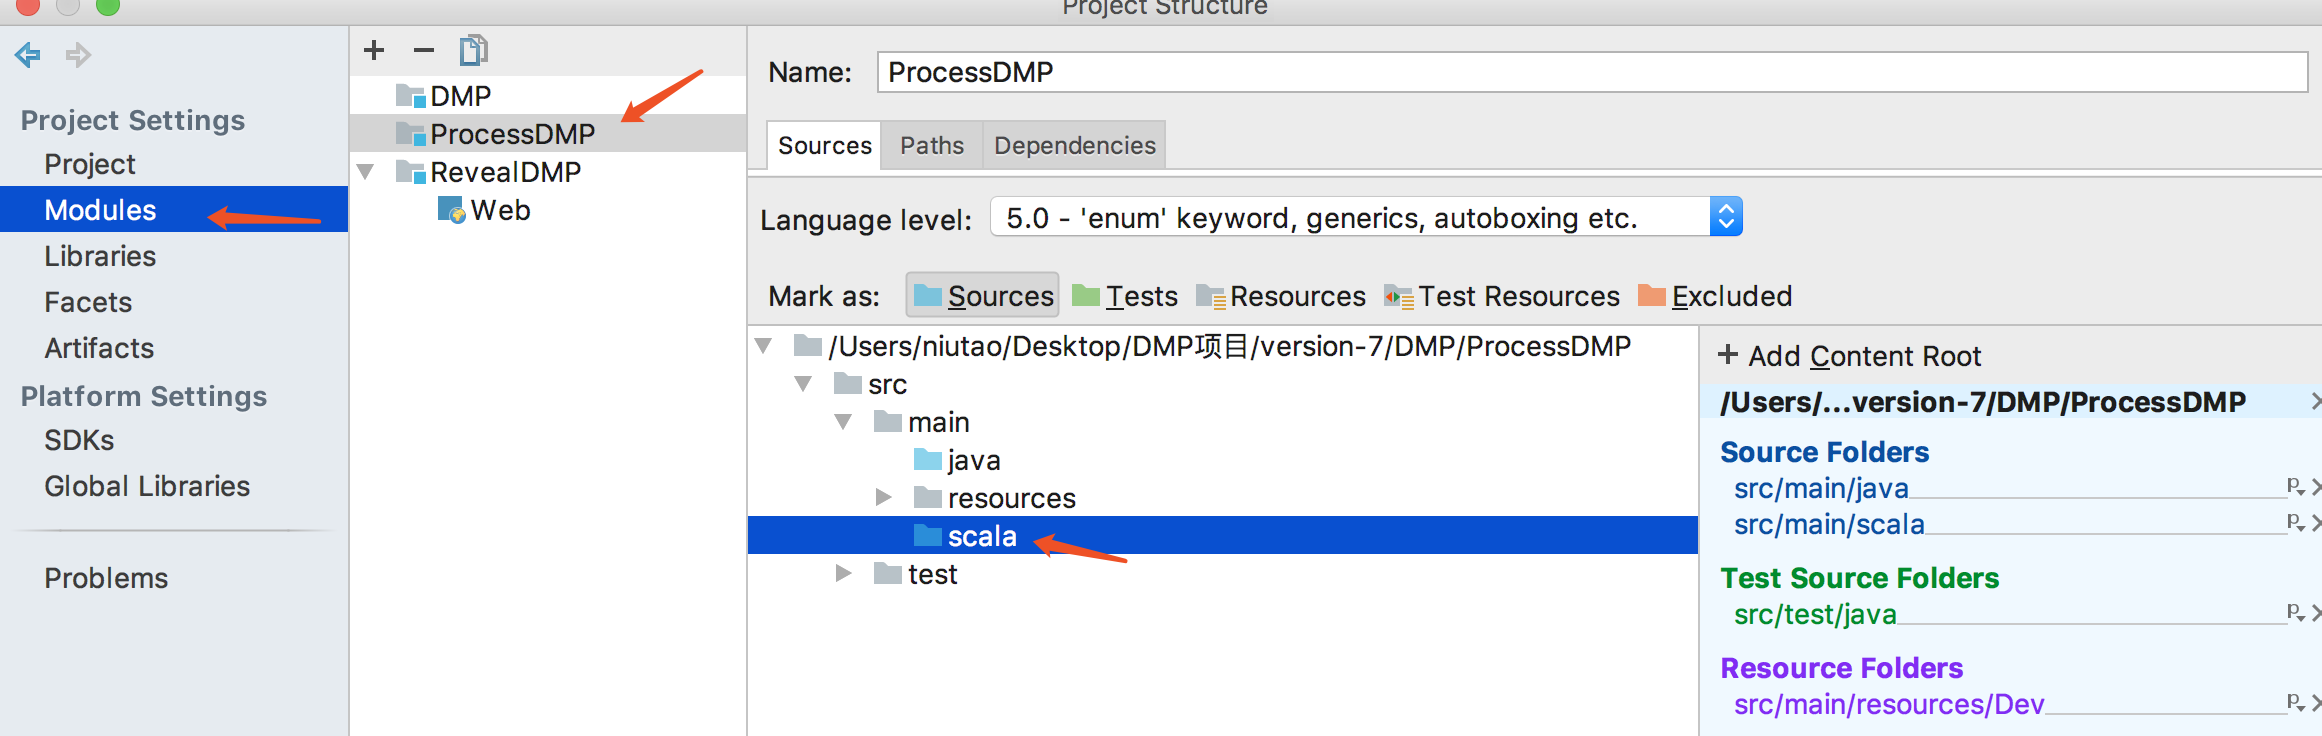 Project Structure
Project Settings
Project
Modules
Libraries
Facets
Artifacts
Platform Settings
SDKs
Global Libraries
Problems
DMP
ProcessDMP
RevealDMP
Web
Name: ProcessDMP
Sources Paths Dependencies
Language level: 5.0 - 'enum' keyword, generics, autoboxing etc.
Mark as: Sources Tests Resources Test Resources Excluded
/Users/niutao/Desktop/DMP项目/version-7/DMP/ProcessDMP
src
main
java
resources
scala
test
+ Add Content Root
/Users/...version-7/DMP/ProcessDMP
Source Folders
src/main/java
src/main/scala
Test Source Folders
src/test/java
Resource Folders
src/main/resources/Dev